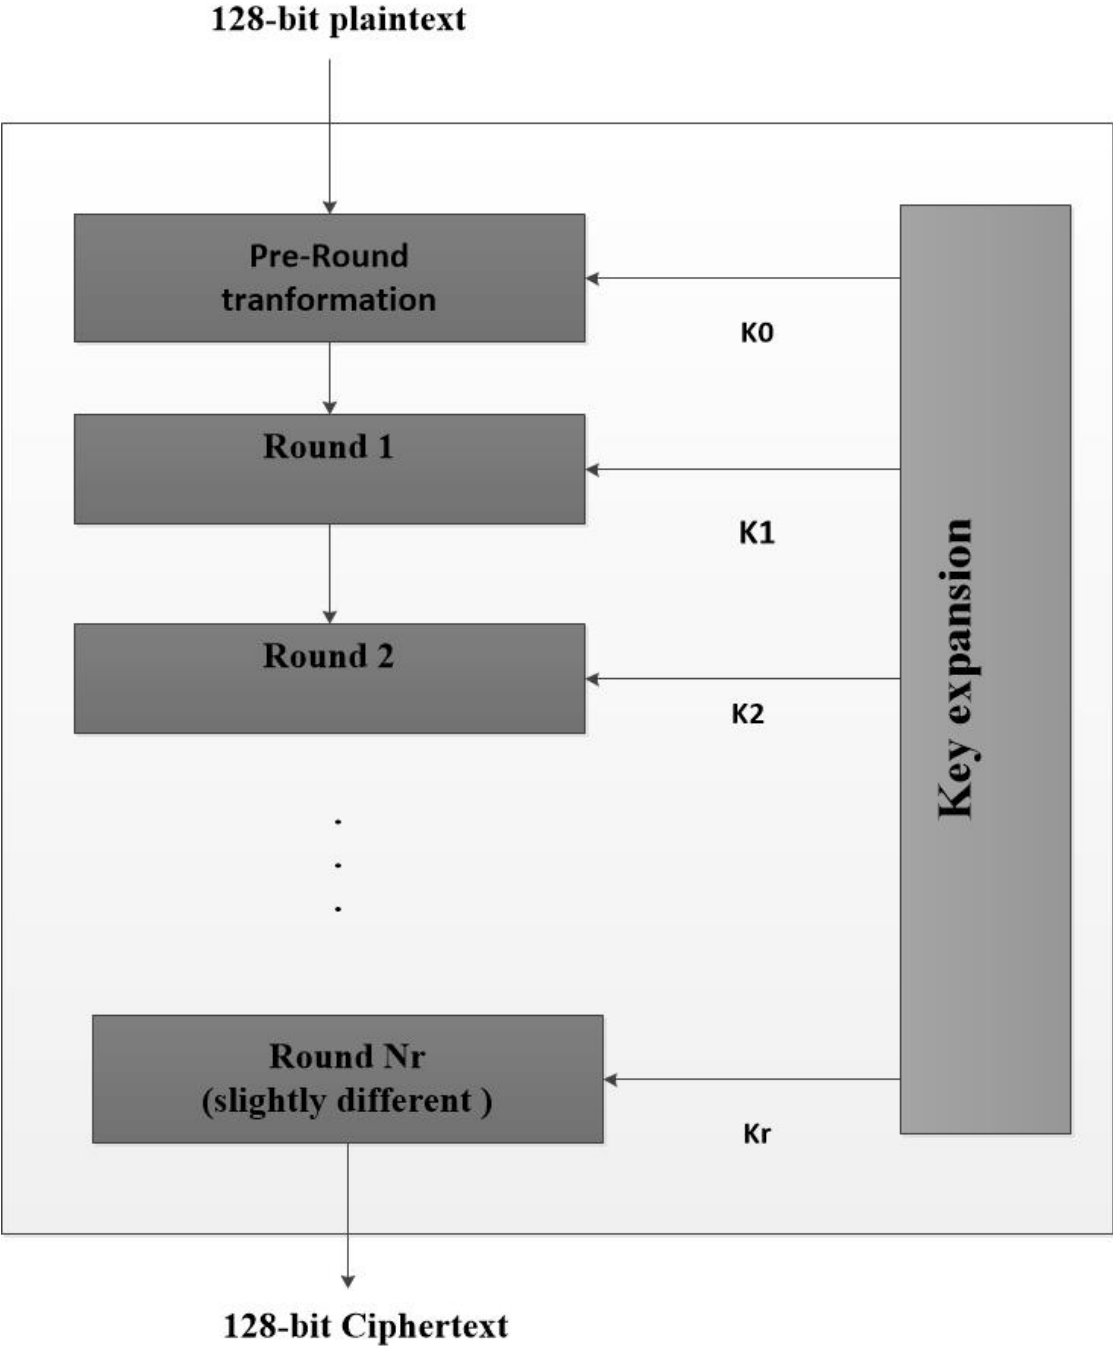 128-bit plaintext
Pre-Round
tranformation
K0
Round 1
K1
Round 2
K2
Key expansion
.
.
.
Round Nr
(slightly different )
Kr
128-bit Ciphertext